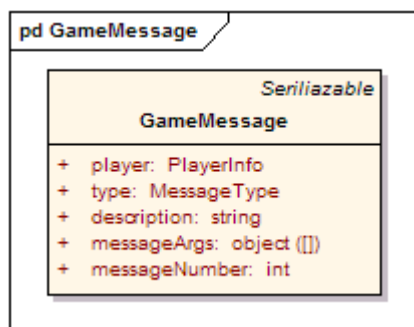 pd GameMessage
Seriliazable
GameMessage
+ player: PlayerInfo
+ type: MessageType
+ description: string
+ messageArgs: object ([])
+ messageNumber: int